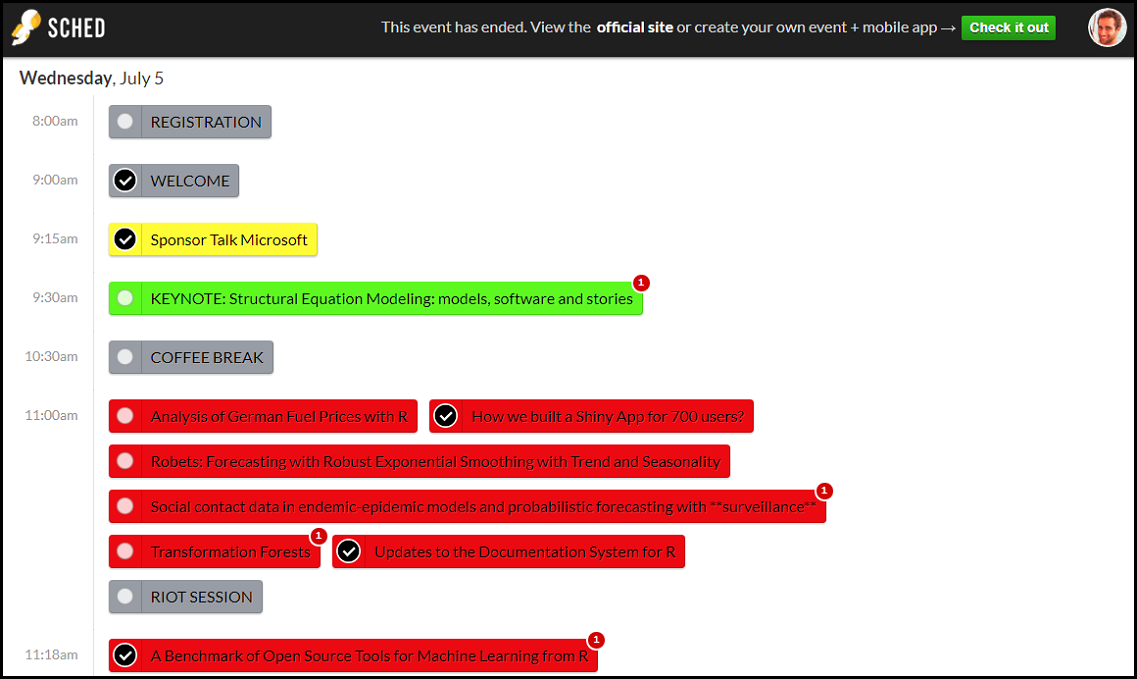 SCHED
This event has ended. View the official site or create your own event + mobile app → Check it out
Wednesday, July 5
8:00am REGISTRATION
9:00am WELCOME
9:15am Sponsor Talk Microsoft
1
9:30am KEYNOTE: Structural Equation Modeling: models, software and stories
10:30am COFFEE BREAK
11:00am Analysis of German Fuel Prices with R How we built a Shiny App for 700 users?
Robets: Forecasting with Robust Exponential Smoothing with Trend and Seasonality
1
Social contact data in endemic-epidemic models and probabilistic forecasting with **surveillance**
1
Transformation Forests Updates to the Documentation System for R
RIOT SESSION
1
11:18am A Benchmark of Open Source Tools for Machine Learning from R